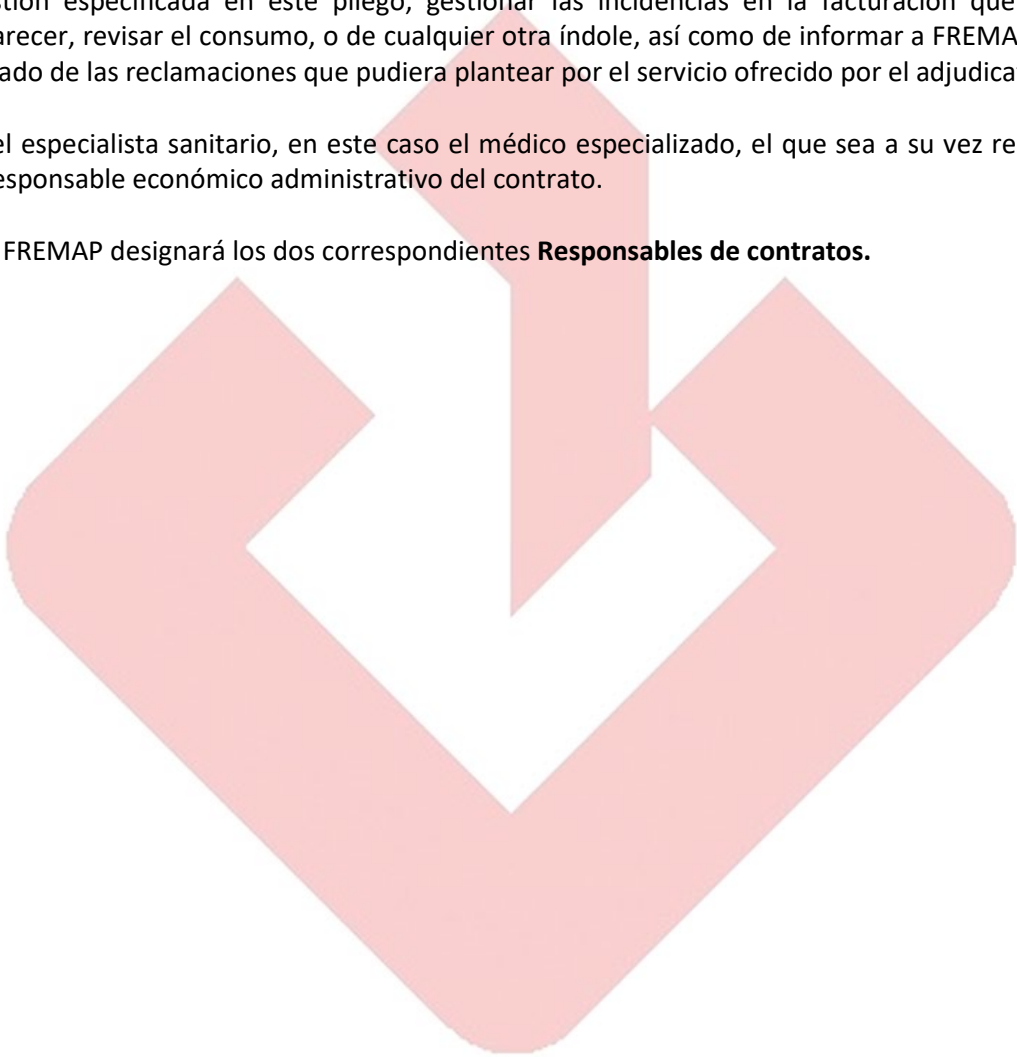 especificada en este pliego, gestionar las incidencias en la facturación que
revisar el consumo, o de cualquier otra índole, así como de informar a FREMA
de las reclamaciones que pudiera plantear por el servicio ofrecido por el adjudica
el especialista sanitario, en este caso el médico especializado, el que sea a su vez re
esponsable económico administrativo del contrato.
FREMAP designará los dos correspondientes Responsables de contratos.